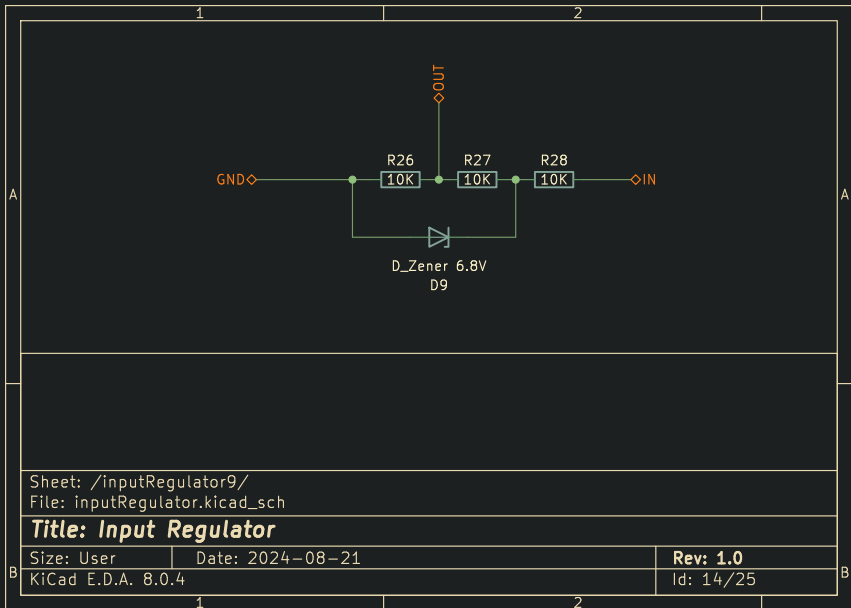 1 2
OUT
R26 R27 R28
GND 10K 10K 10K IN
A A
D_Zener 6.8V
D9
Sheet: /inputRegulator9/
File: inputRegulator.kicad_sch
Title: Input Regulator
Size: User Date: 2024-08-21 Rev: 1.0
B B
KiCad E.D.A. 8.0.4 Id: 14/25
1 2